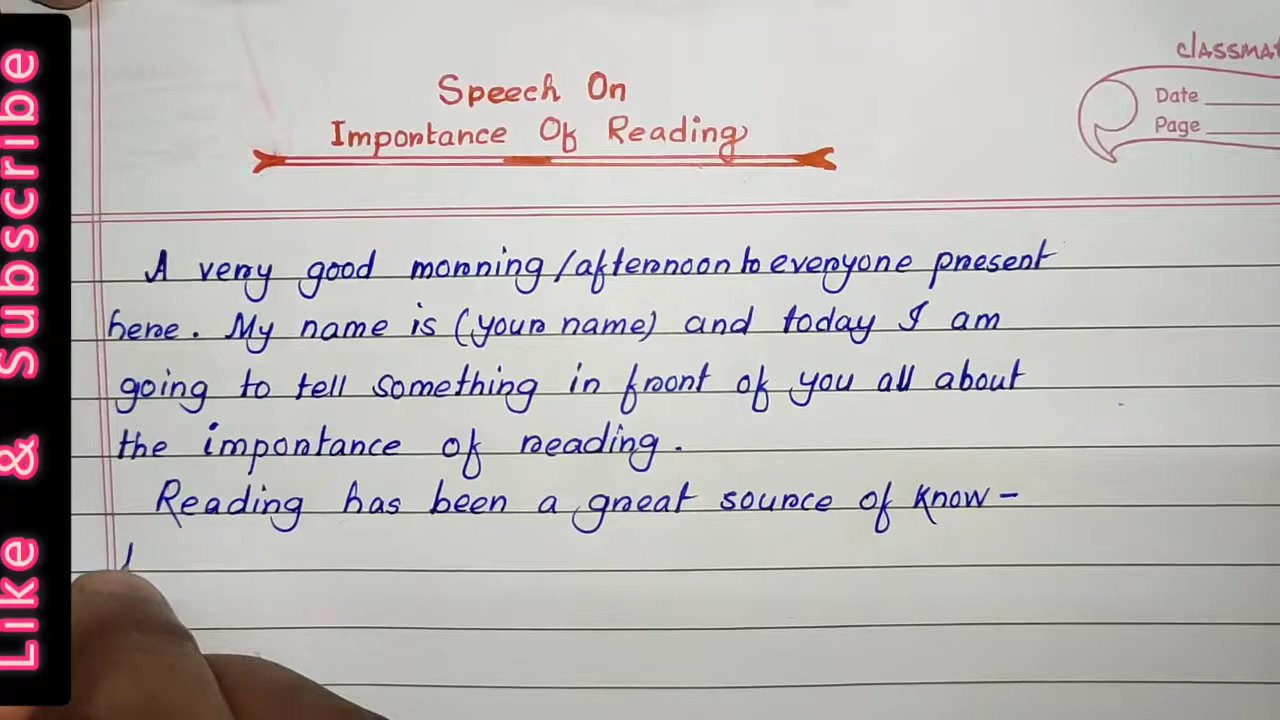 Like & Subscribe
classmat
Date
Page
Speech On
Importance Of Reading
A very good morning/afternoon to everyone present
here. My name is (your name) and today I am
going to tell something in front of you all about
the importance of reading.
Reading has been a great source of know-
l